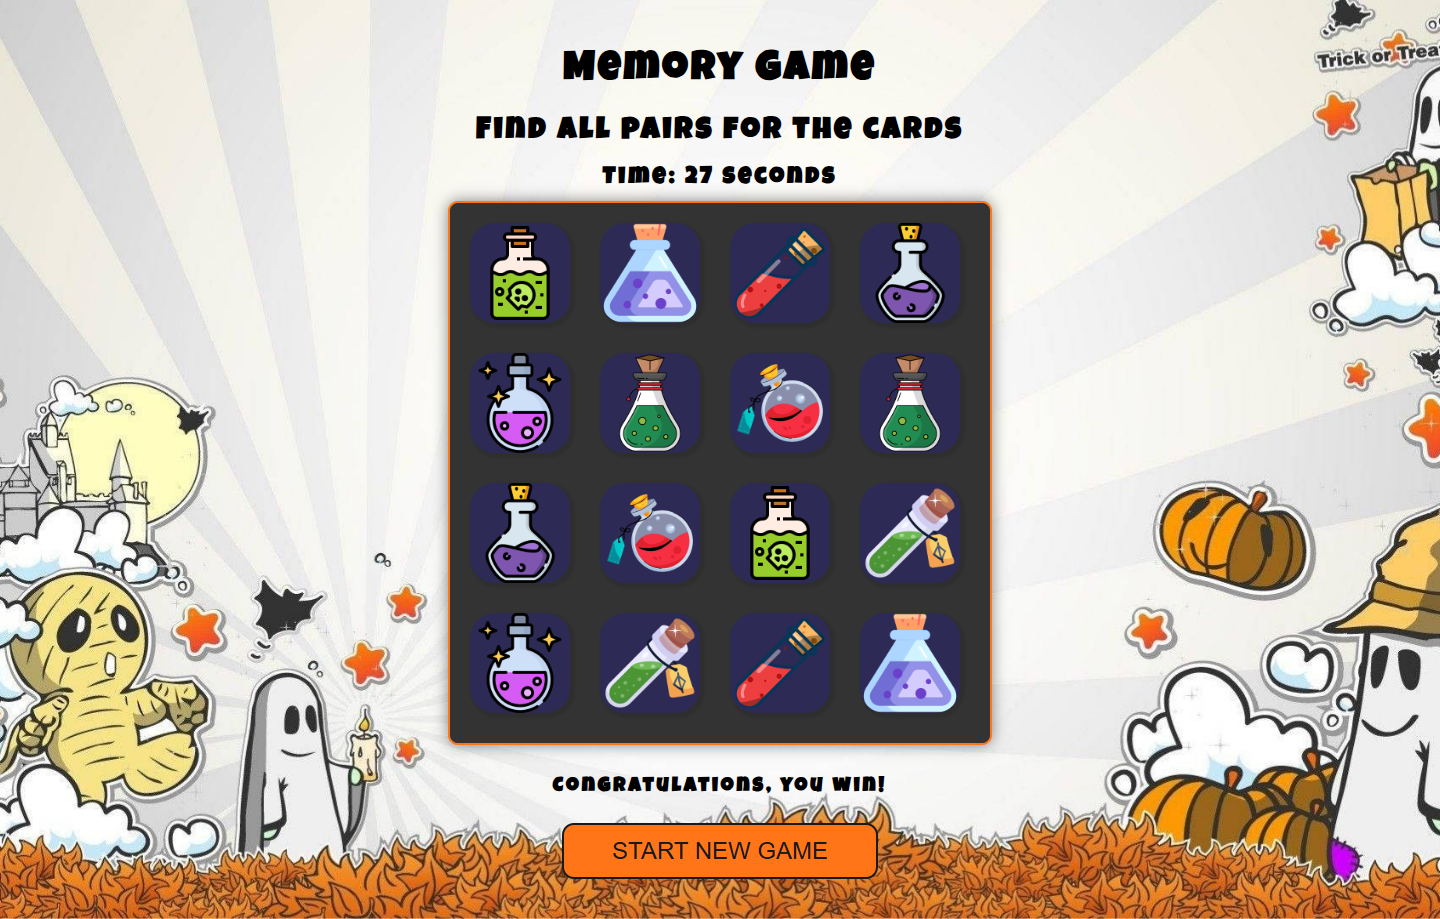 Trick or Trea
Memory Game
Find all pairs for the cards
Time: 27 seconds
Congratulations, you win!
START NEW GAME